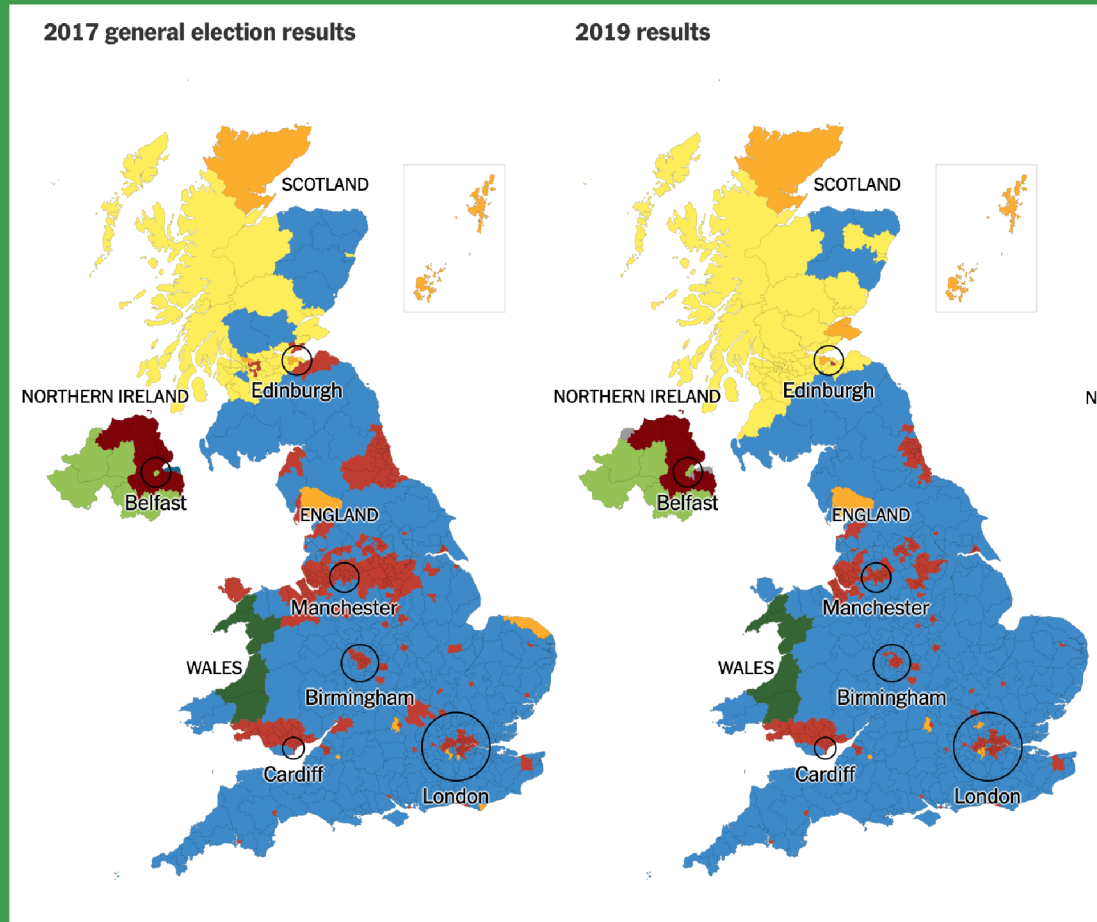 2017 general election results
2019 results
SCOTLAND
NORTHERN IRELAND
Edinburgh
Belfast
ENGLAND
Manchester
WALES
Birmingham
Cardiff
London
SCOTLAND
NORTHERN IRELAND
Edinburgh
Belfast
ENGLAND
Manchester
WALES
Birmingham
Cardiff
London
N